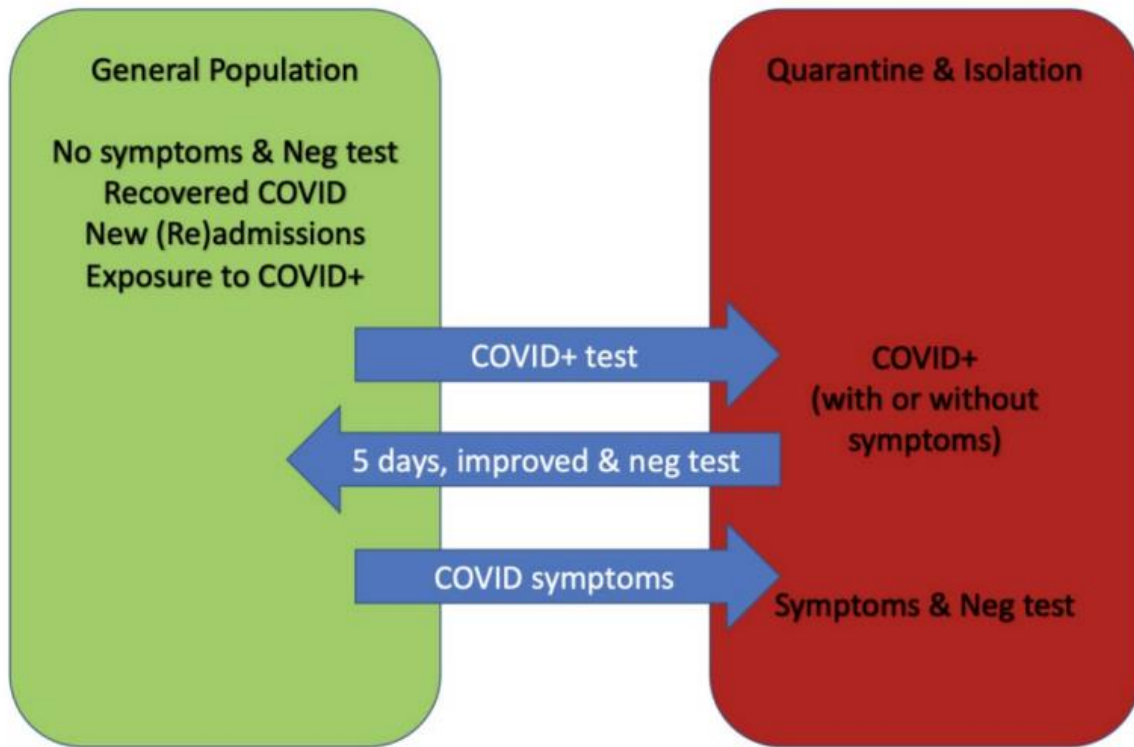 General Population
No symptoms & Neg test
Recovered COVID
New (Re)admissions
Exposure to COVID+
Quarantine & Isolation
COVID+ test
COVID+
(with or without
symptoms)
5 days, improved & neg test
COVID symptoms
Symptoms & Neg test